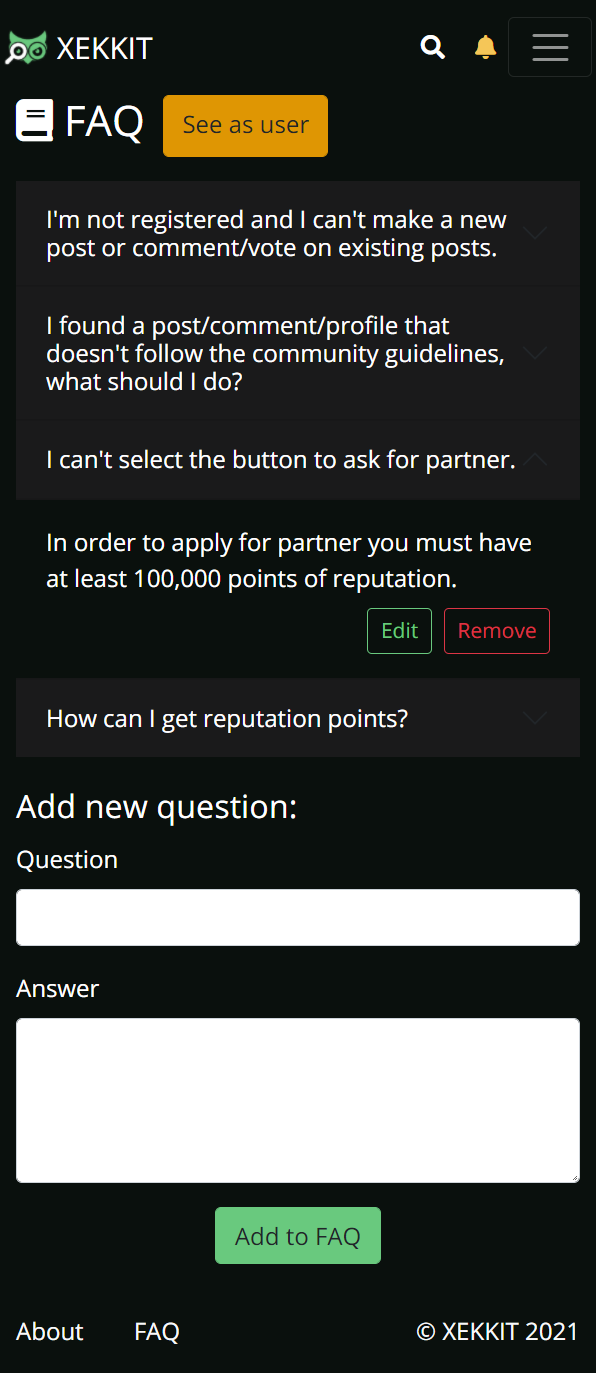 XEKKIT
FAQ
See as user
I'm not registered and I can't make a new
post or comment/vote on existing posts.
I found a post/comment/profile that
doesn't follow the community guidelines,
what should I do?
I can't select the button to ask for partner.
In order to apply for partner you must have
at least 100,000 points of reputation.
Edit
Remove
How can I get reputation points?
Add new question:
Question
Answer
Add to FAQ
About
FAQ
© XEKKIT 2021